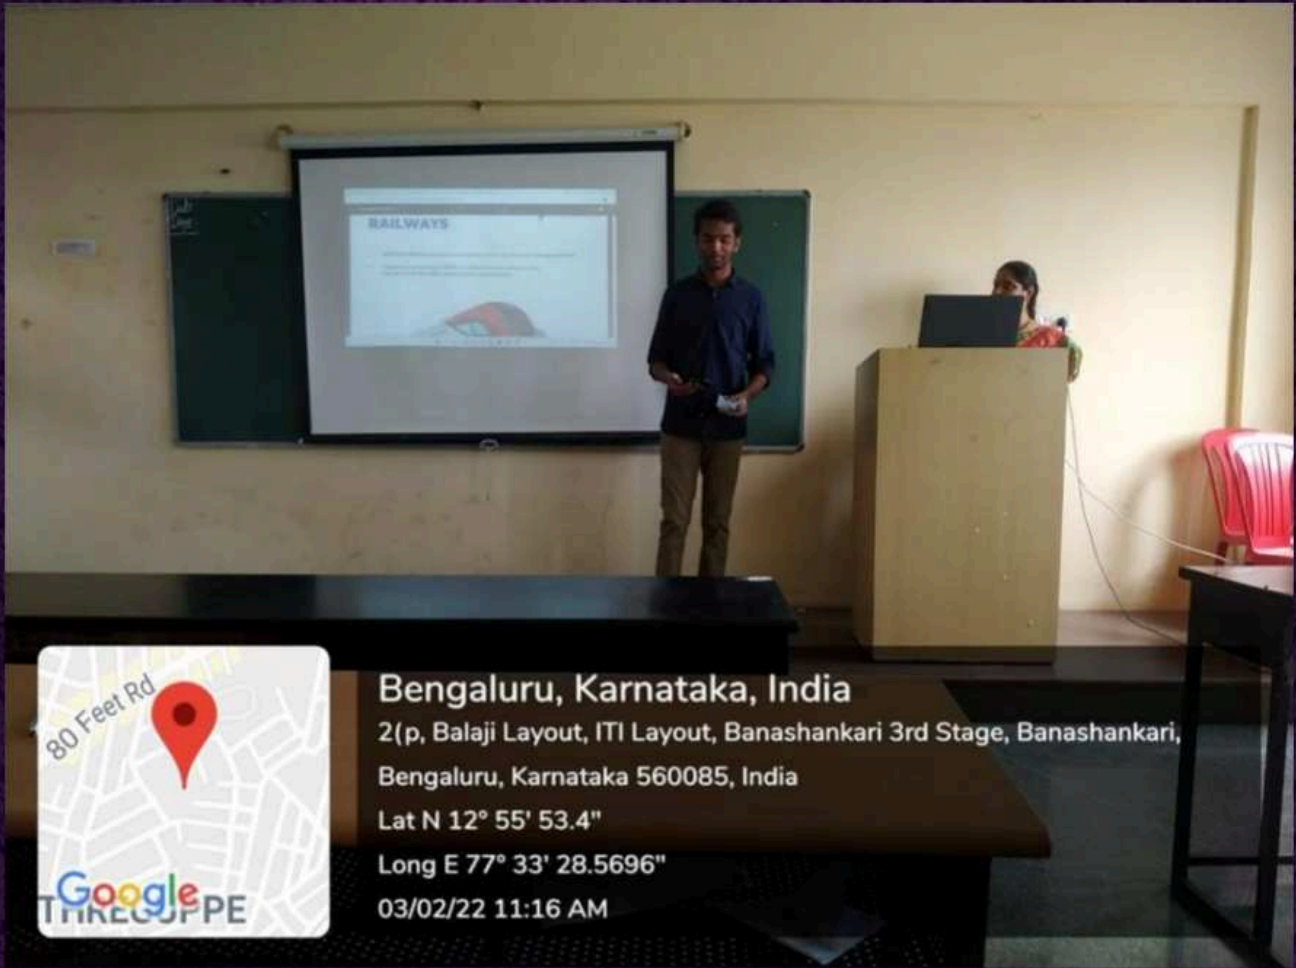 RAILWAYS
80 Feet Rd
Google
Bengaluru, Karnataka, India
2(p, Balaji Layout, ITI Layout, Banashankari 3rd Stage, Banashankari,
Bengaluru, Karnataka 560085, India
Lat N 12° 55' 53.4"
Long E 77° 33' 28.5696"
03/02/22 11:16 AM